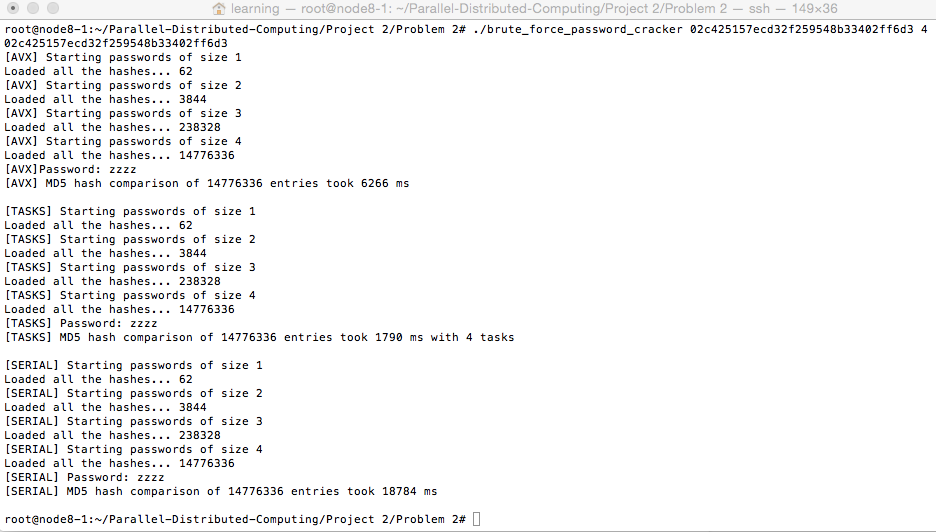 learning — root@node8-1: ~/Parallel-Distributed-Computing/Project 2/Problem 2 — ssh — 149×36
root@node8-1:~/Parallel-Distributed-Computing/Project 2/Problem 2# ./brute_force_password_cracker 02c425157ecd32f259548b33402ff6d3 4
02c425157ecd32f259548b33402ff6d3
[AVX] Starting passwords of size 1
Loaded all the hashes... 62
[AVX] Starting passwords of size 2
Loaded all the hashes... 3844
[AVX] Starting passwords of size 3
Loaded all the hashes... 238328
[AVX] Starting passwords of size 4
Loaded all the hashes... 14776336
[AVX]Password: zzzz
[AVX] MD5 hash comparison of 14776336 entries took 6266 ms
[TASKS] Starting passwords of size 1
Loaded all the hashes... 62
[TASKS] Starting passwords of size 2
Loaded all the hashes... 3844
[TASKS] Starting passwords of size 3
Loaded all the hashes... 238328
[TASKS] Starting passwords of size 4
Loaded all the hashes... 14776336
[TASKS] Password: zzzz
[TASKS] MD5 hash comparison of 14776336 entries took 1790 ms with 4 tasks
[SERIAL] Starting passwords of size 1
Loaded all the hashes... 62
[SERIAL] Starting passwords of size 2
Loaded all the hashes... 3844
[SERIAL] Starting passwords of size 3
Loaded all the hashes... 238328
[SERIAL] Starting passwords of size 4
Loaded all the hashes... 14776336
[SERIAL] Password: zzzz
[SERIAL] MD5 hash comparison of 14776336 entries took 18784 ms
root@node8-1:~/Parallel-Distributed-Computing/Project 2/Problem 2#